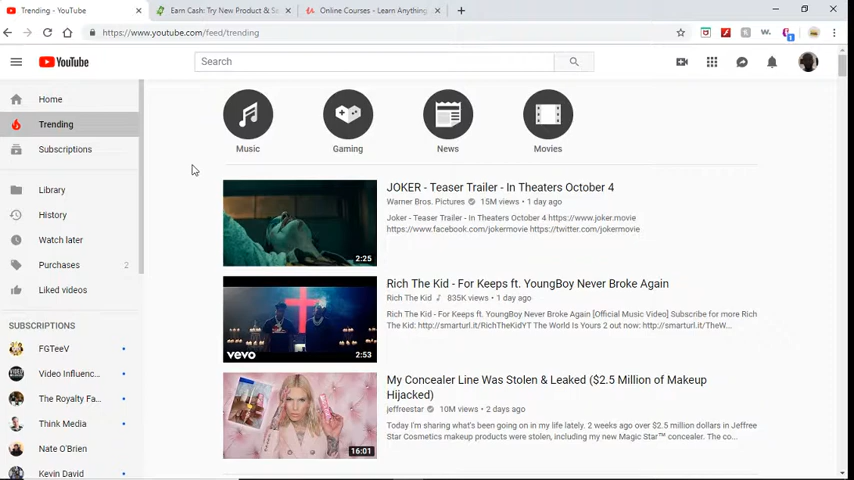 Trending - YouTube
Earn Cash: Try New Product & Se
Online Courses - Learn Anything
https://www.youtube.com/feed/trending
YouTube
Search
Home
Trending
Subscriptions
Library
History
Watch later
Purchases 2
Liked videos
SUBSCRIPTIONS
FGTeeV
Video Influenc...
The Royalty Fa...
Think Media
Nate O'Brien
Kevin David
Music
Gaming
News
Movies
2:25
JOKER - Teaser Trailer - In Theaters October 4
Warner Bros. Pictures 15M views • 1 day ago
Joker - Teaser Trailer - In Theaters October 4 https://www.joker.movie
https://www.facebook.com/jokermovie https://twitter.com/jokermovie
vevo
2:53
Rich The Kid - For Keeps ft. YoungBoy Never Broke Again
Rich The Kid 835K views • 1 day ago
Rich The Kid - For Keeps ft. YoungBoy Never Broke Again [Official Music Video] Subscribe for more Rich
The Kid: http://smarturl.it/RichTheKidYT The World Is Yours 2 out now: http://smarturl.it/TheW...
16:01
My Concealer Line Was Stolen & Leaked ($2.5 Million of Makeup
Hijacked)
jeffreestar 10M views • 2 days ago
Today I'm sharing what's been going on in my life lately. 2 weeks ago over $2.5 million dollars in Jeffree
Star Cosmetics makeup products were stolen, including my new Magic Star™ concealer. The co...